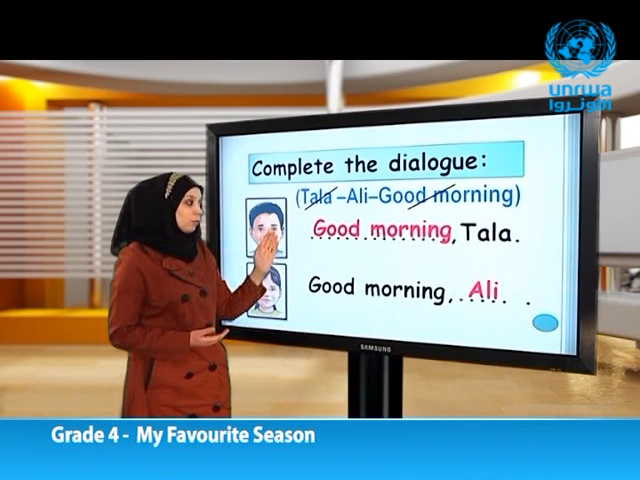 unrwa
الأونروا
Complete the dialogue:
(Tala –Ali–Good morning)
Good morning, Tala.
Good morning, Ali .
SAMSUNG
Grade 4 - My Favourite Season